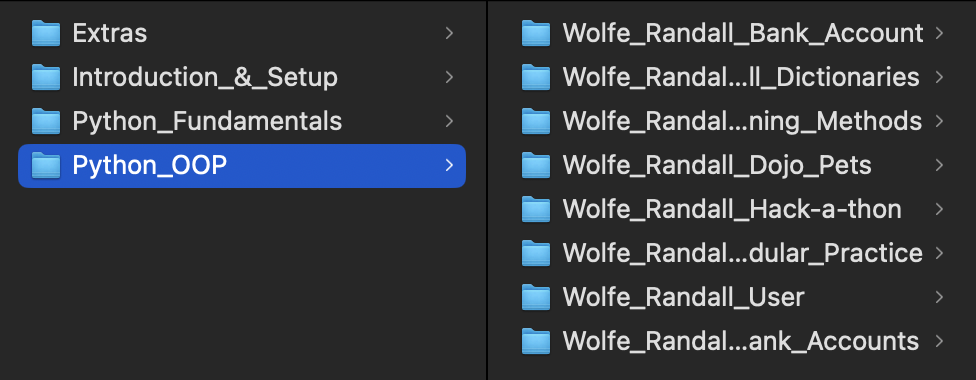 Extras
Introduction_&_Setup
Python_Fundamentals
Python_OOP
Wolfe_Randall_Bank_Account
Wolfe_Randal...ll_Dictionaries
Wolfe_Randal...ning_Methods
Wolfe_Randall_Dojo_Pets
Wolfe_Randall_Hack-a-thon
Wolfe_Randal...dular_Practice
Wolfe_Randall_User
Wolfe_Randal...ank_Accounts